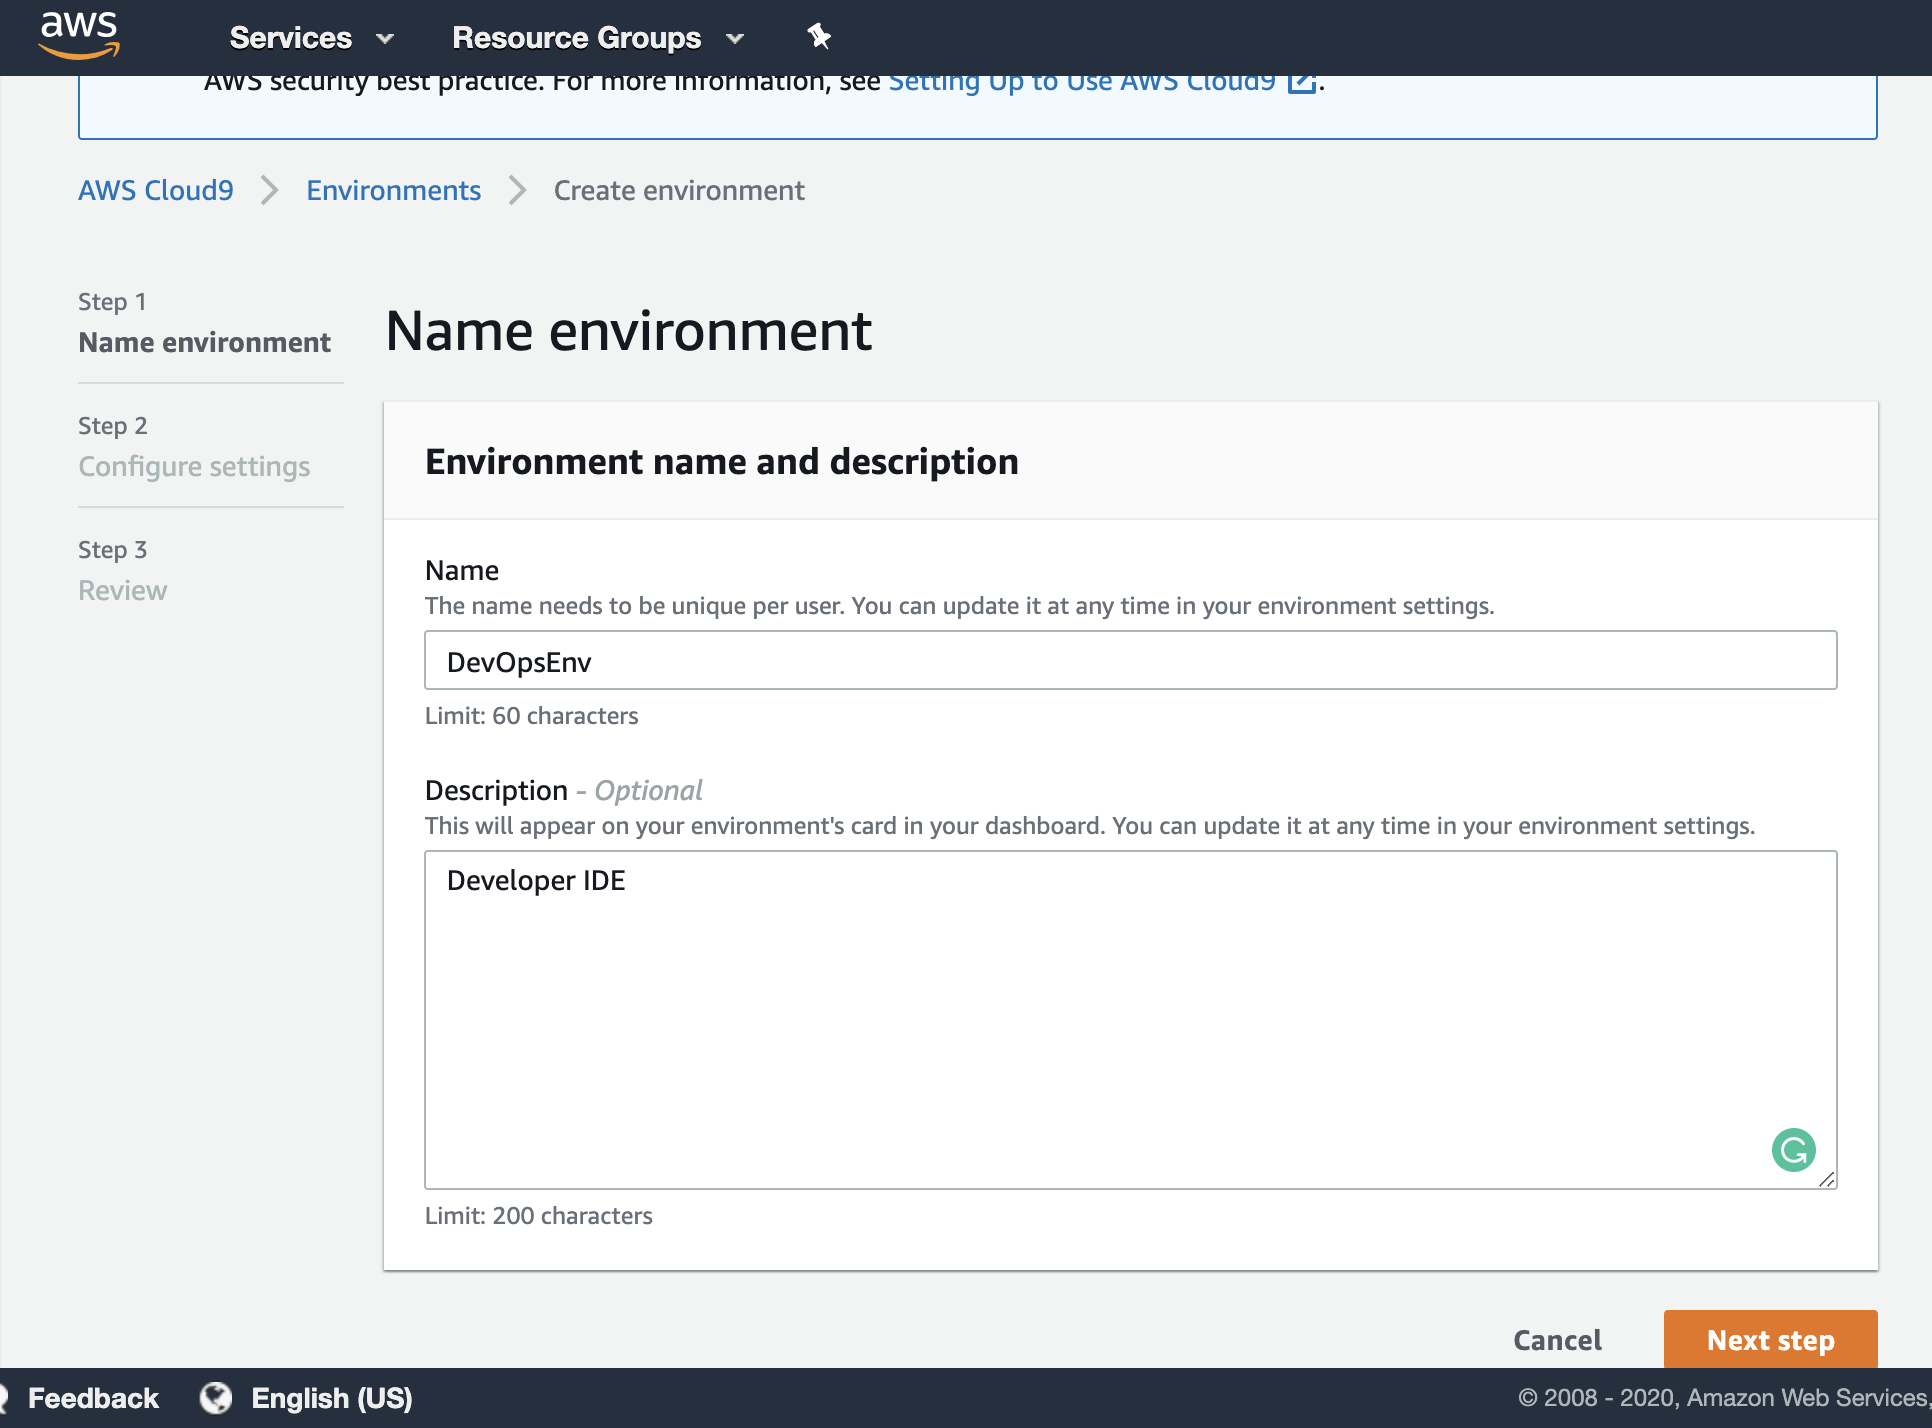 aws
Services
Resource Groups
AWS security best practice. For more information, see Setting Up to Use AWS Cloud9 .
AWS Cloud9 > Environments > Create environment
Step 1
Name environment
Step 2
Configure settings
Step 3
Review
Name environment
Environment name and description
Name
The name needs to be unique per user. You can update it at any time in your environment settings.
DevOpsEnv
Limit: 60 characters
Description - Optional
This will appear on your environment's card in your dashboard. You can update it at any time in your environment settings.
Developer IDE
Limit: 200 characters
Cancel
Next step
Feedback
English (US)
© 2008 - 2020, Amazon Web Services,